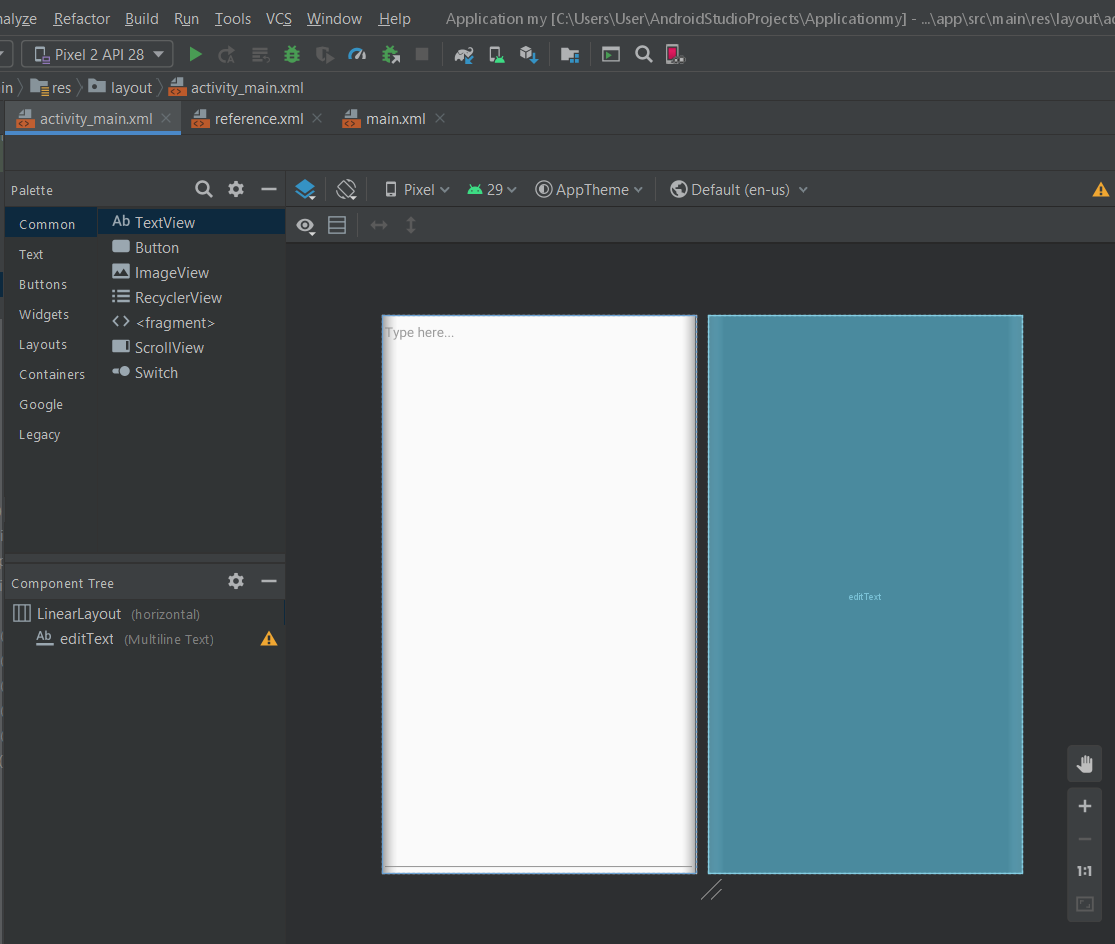 nalyze Refactor Build Run Tools VCS Window Help Application my [C:\Users\User\AndroidStudioProjects\Applicationmy] - ...\app\src\main\res\layout\ac
Pixel 2 API 28
in res layout activity_main.xml
activity_main.xml reference.xml main.xml
Palette
Pixel 29 AppTheme Default (en-us)
Common
Text
Buttons
Widgets
Layouts
Containers
Google
Legacy
Ab TextView
Button
ImageView
RecyclerView
<fragment>
ScrollView
Switch
Type here...
editText
Component Tree
LinearLayout (horizontal)
Ab editText (Multiline Text)
1:1